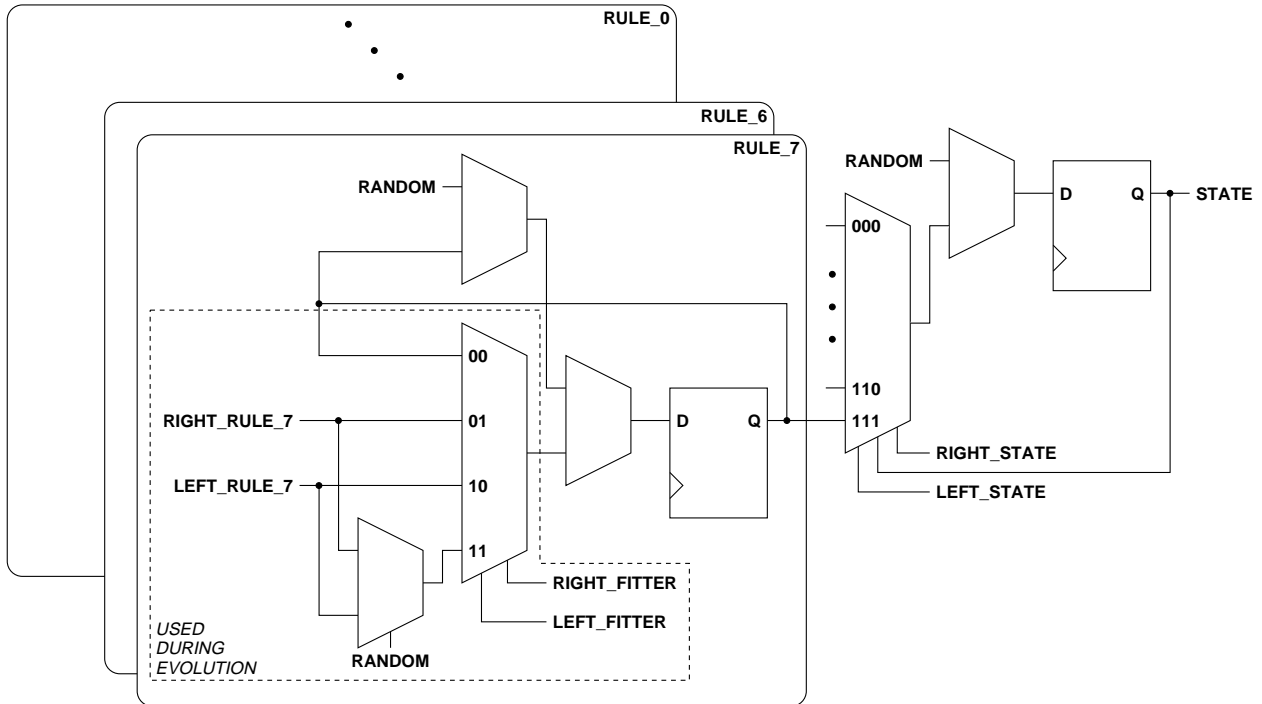 RULE_0
RULE_6
RULE_7
RANDOM
RANDOM
D Q
STATE
000
110
111
00
01
10
11
RIGHT_RULE_7
LEFT_RULE_7
D Q
RIGHT_STATE
LEFT_STATE
RIGHT_FITTER
LEFT_FITTER
USED
DURING
EVOLUTION
RANDOM